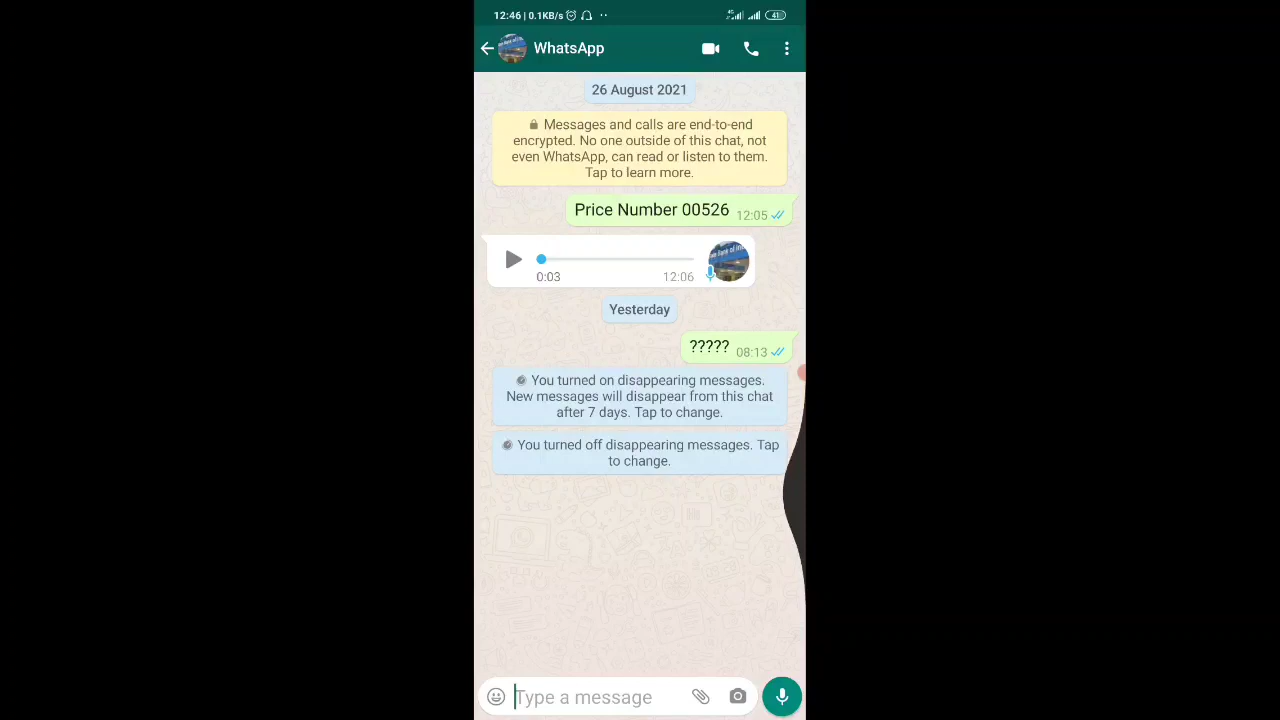 12:46 | 0.1KB/s
4G
41
WhatsApp
26 August 2021
Messages and calls are end-to-end
encrypted. No one outside of this chat, not
even WhatsApp, can read or listen to them.
Tap to learn more.
Price Number 00526 12:05
0:03 12:06
Yesterday
????? 08:13
You turned on disappearing messages.
New messages will disappear from this chat
after 7 days. Tap to change.
You turned off disappearing messages. Tap
to change.
Type a message